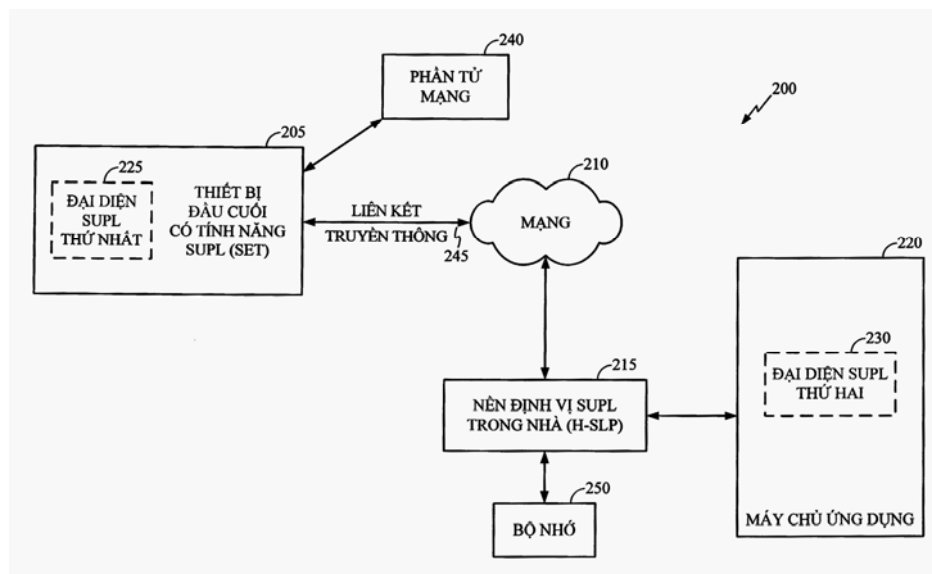 240
PHẦN TỬ
MẠNG
200
205
225
ĐẠI DIỆN
SUPL
THỨ NHẤT
THIẾT BỊ
ĐẦU CUỐI
CÓ TÍNH NĂNG
SUPL (SET)
LIÊN KẾT
TRUYỀN THÔNG
245
210
MẠNG
220
230
ĐẠI DIỆN SUPL
THỨ HAI
MÁY CHỦ ỨNG DỤNG
215
NỀN ĐỊNH VỊ SUPL
TRONG NHÀ (H-SLP)
250
BỘ NHỚ